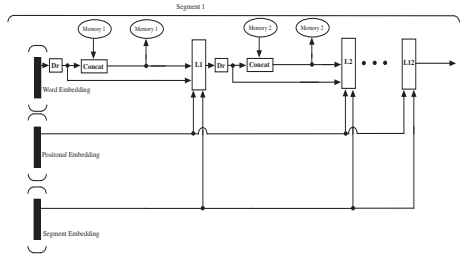 Segment 1
Memory 1
Memory 1
Memory 2
Memory 2
Dr
Concat
L1
Dr
Concat
L2
L12
Word Embedding
Positonal Embedding
Segment Embedding